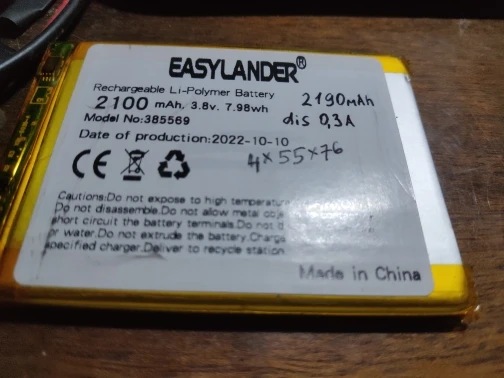 EASYLANDER®
Rechargeable Li-Polymer Battery
2100 mAh, 3.8v. 7.98wh
2190mAh
Model No:385569
dis 0,3A
Date of production:2022-10-10
4×55×76
CE
Cautions:Do not expose to high temperature
Do not disassemble.Do not allow metal obje
short circuit the battery terminals.Do not
or water.Do not extrude the battery.Charge
specified charger.Deliver to recycle station
Made in China